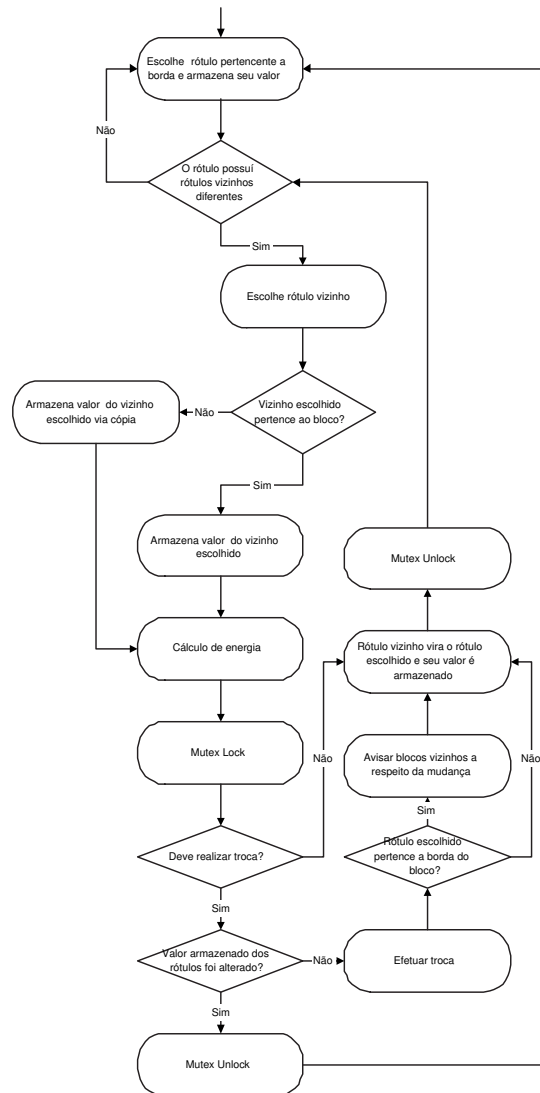 Escolhe rótulo pertencente a
borda e armazena seu valor
Não
O rótulo possuí
rótulos vizinhos
diferentes
Sim
Escolhe rótulo vizinho
Armazena valor do vizinho
escolhido via cópia
Não
Vizinho escolhido
pertence ao bloco?
Sim
Armazena valor do vizinho
escolhido
Mutex Unlock
Cálculo de energia
Rótulo vizinho vira o rótulo
escolhido e seu valor é
armazenado
Mutex Lock
Não
Avisar blocos vizinhos a
respeito da mudança
Não
Sim
Deve realizar troca?
Rótulo escolhido
pertence a borda do
bloco?
Sim
Valor armazenado dos
rótulos foi alterado?
Não
Efetuar troca
Sim
Mutex Unlock